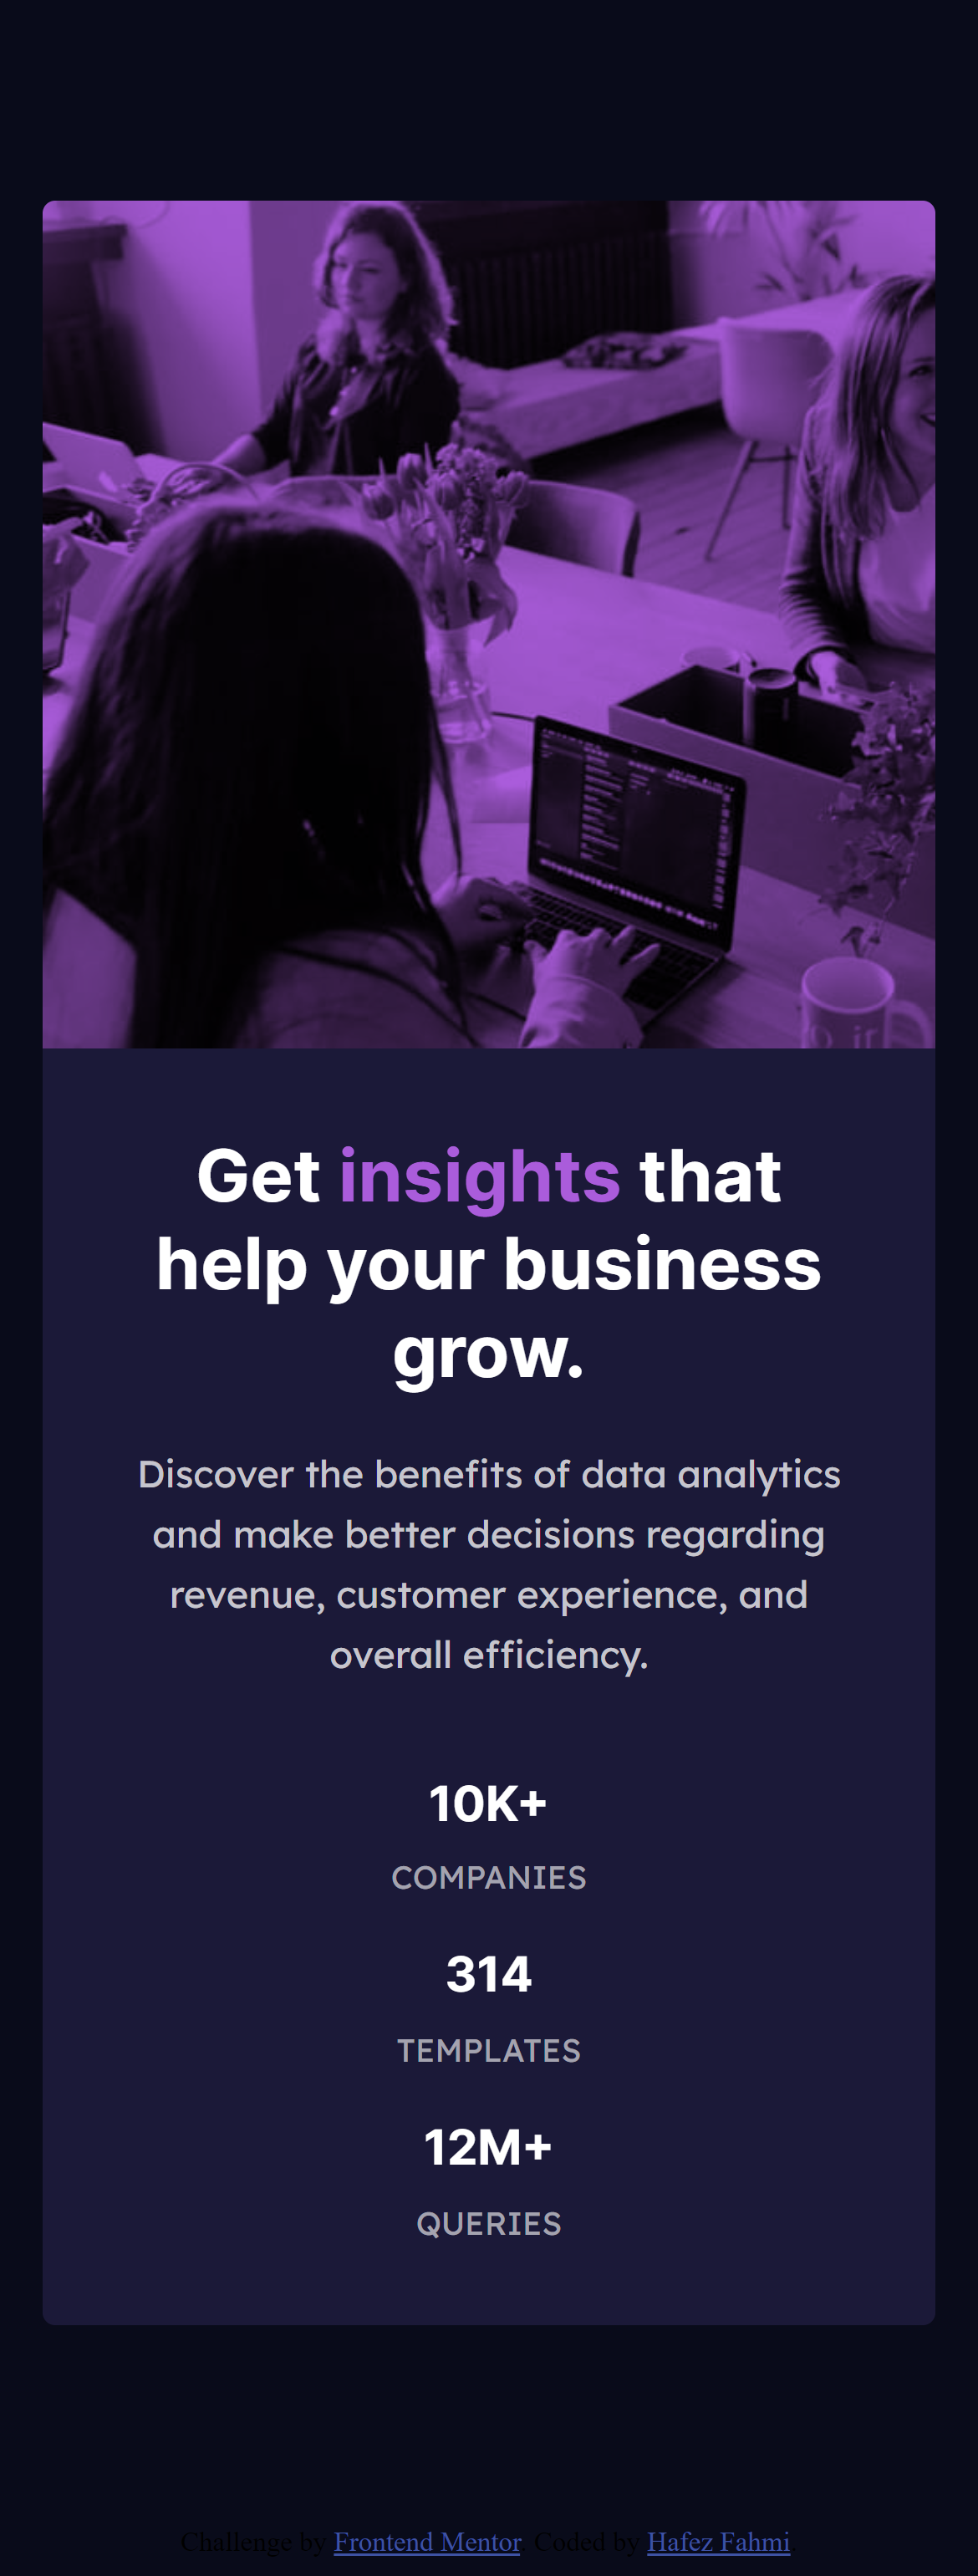 Get insights that
help your business
grow.
Discover the benefits of data analytics
and make better decisions regarding
revenue, customer experience, and
overall efficiency.
10K+
COMPANIES
314
TEMPLATES
12M+
QUERIES
Challenge by Frontend Mentor. Coded by Hafez Fahmi